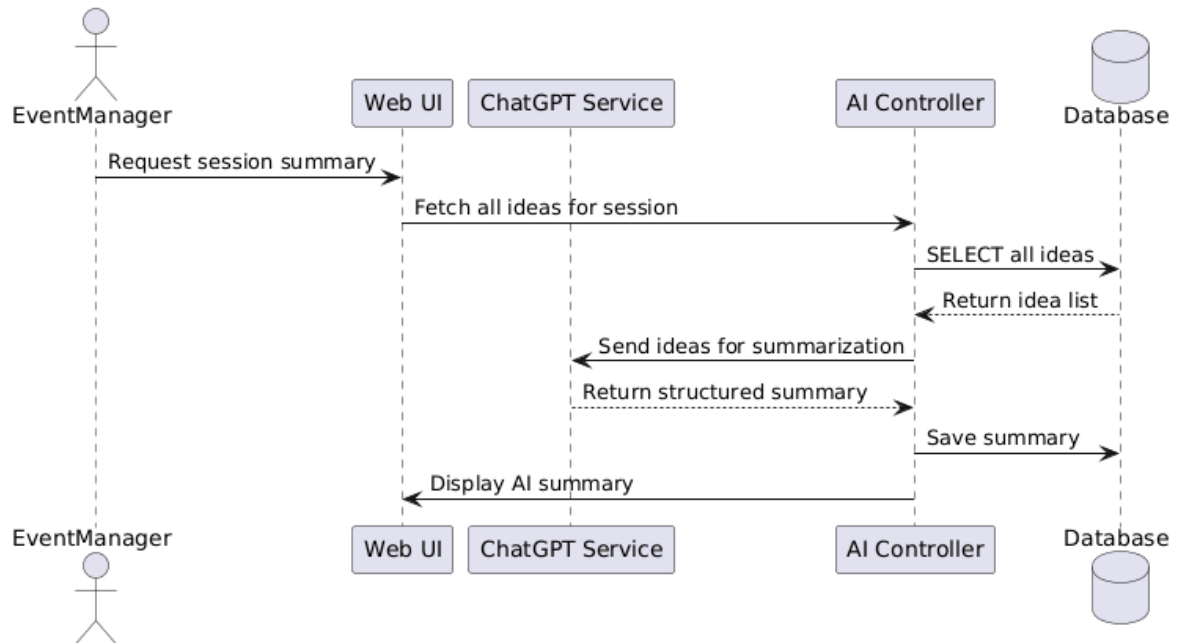 EventManager
Web UI
ChatGPT Service
AI Controller
Database
Request session summary
Fetch all ideas for session
SELECT all ideas
Return idea list
Send ideas for summarization
Return structured summary
Save summary
Display AI summary
EventManager
Web UI
ChatGPT Service
AI Controller
Database